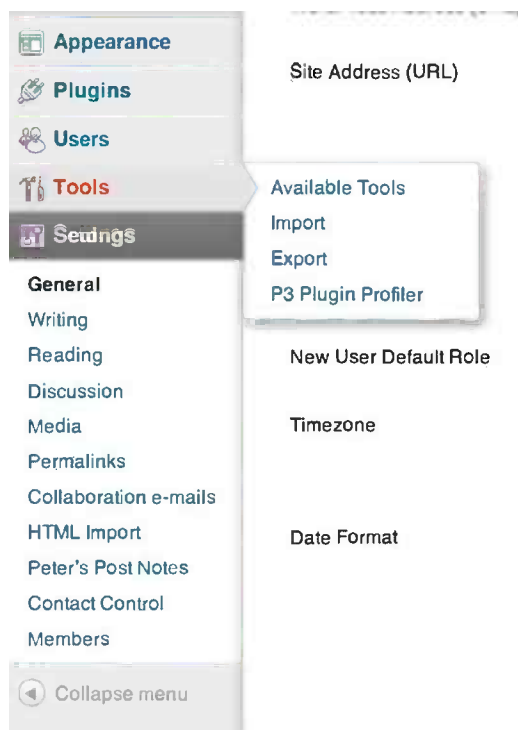 Appearance
Plugins
Users
Tools
General
Writing
Reading
Discussion
Media
Permalinks
Collaboration e-mails
HTML Import
Peter's Post Notes
Contact Control
Members
Collapse menu
Available Tools
Import
Export
P3 Plugin Profiler
Site Address (URL)
New User Default Role
Timezone
Date Format